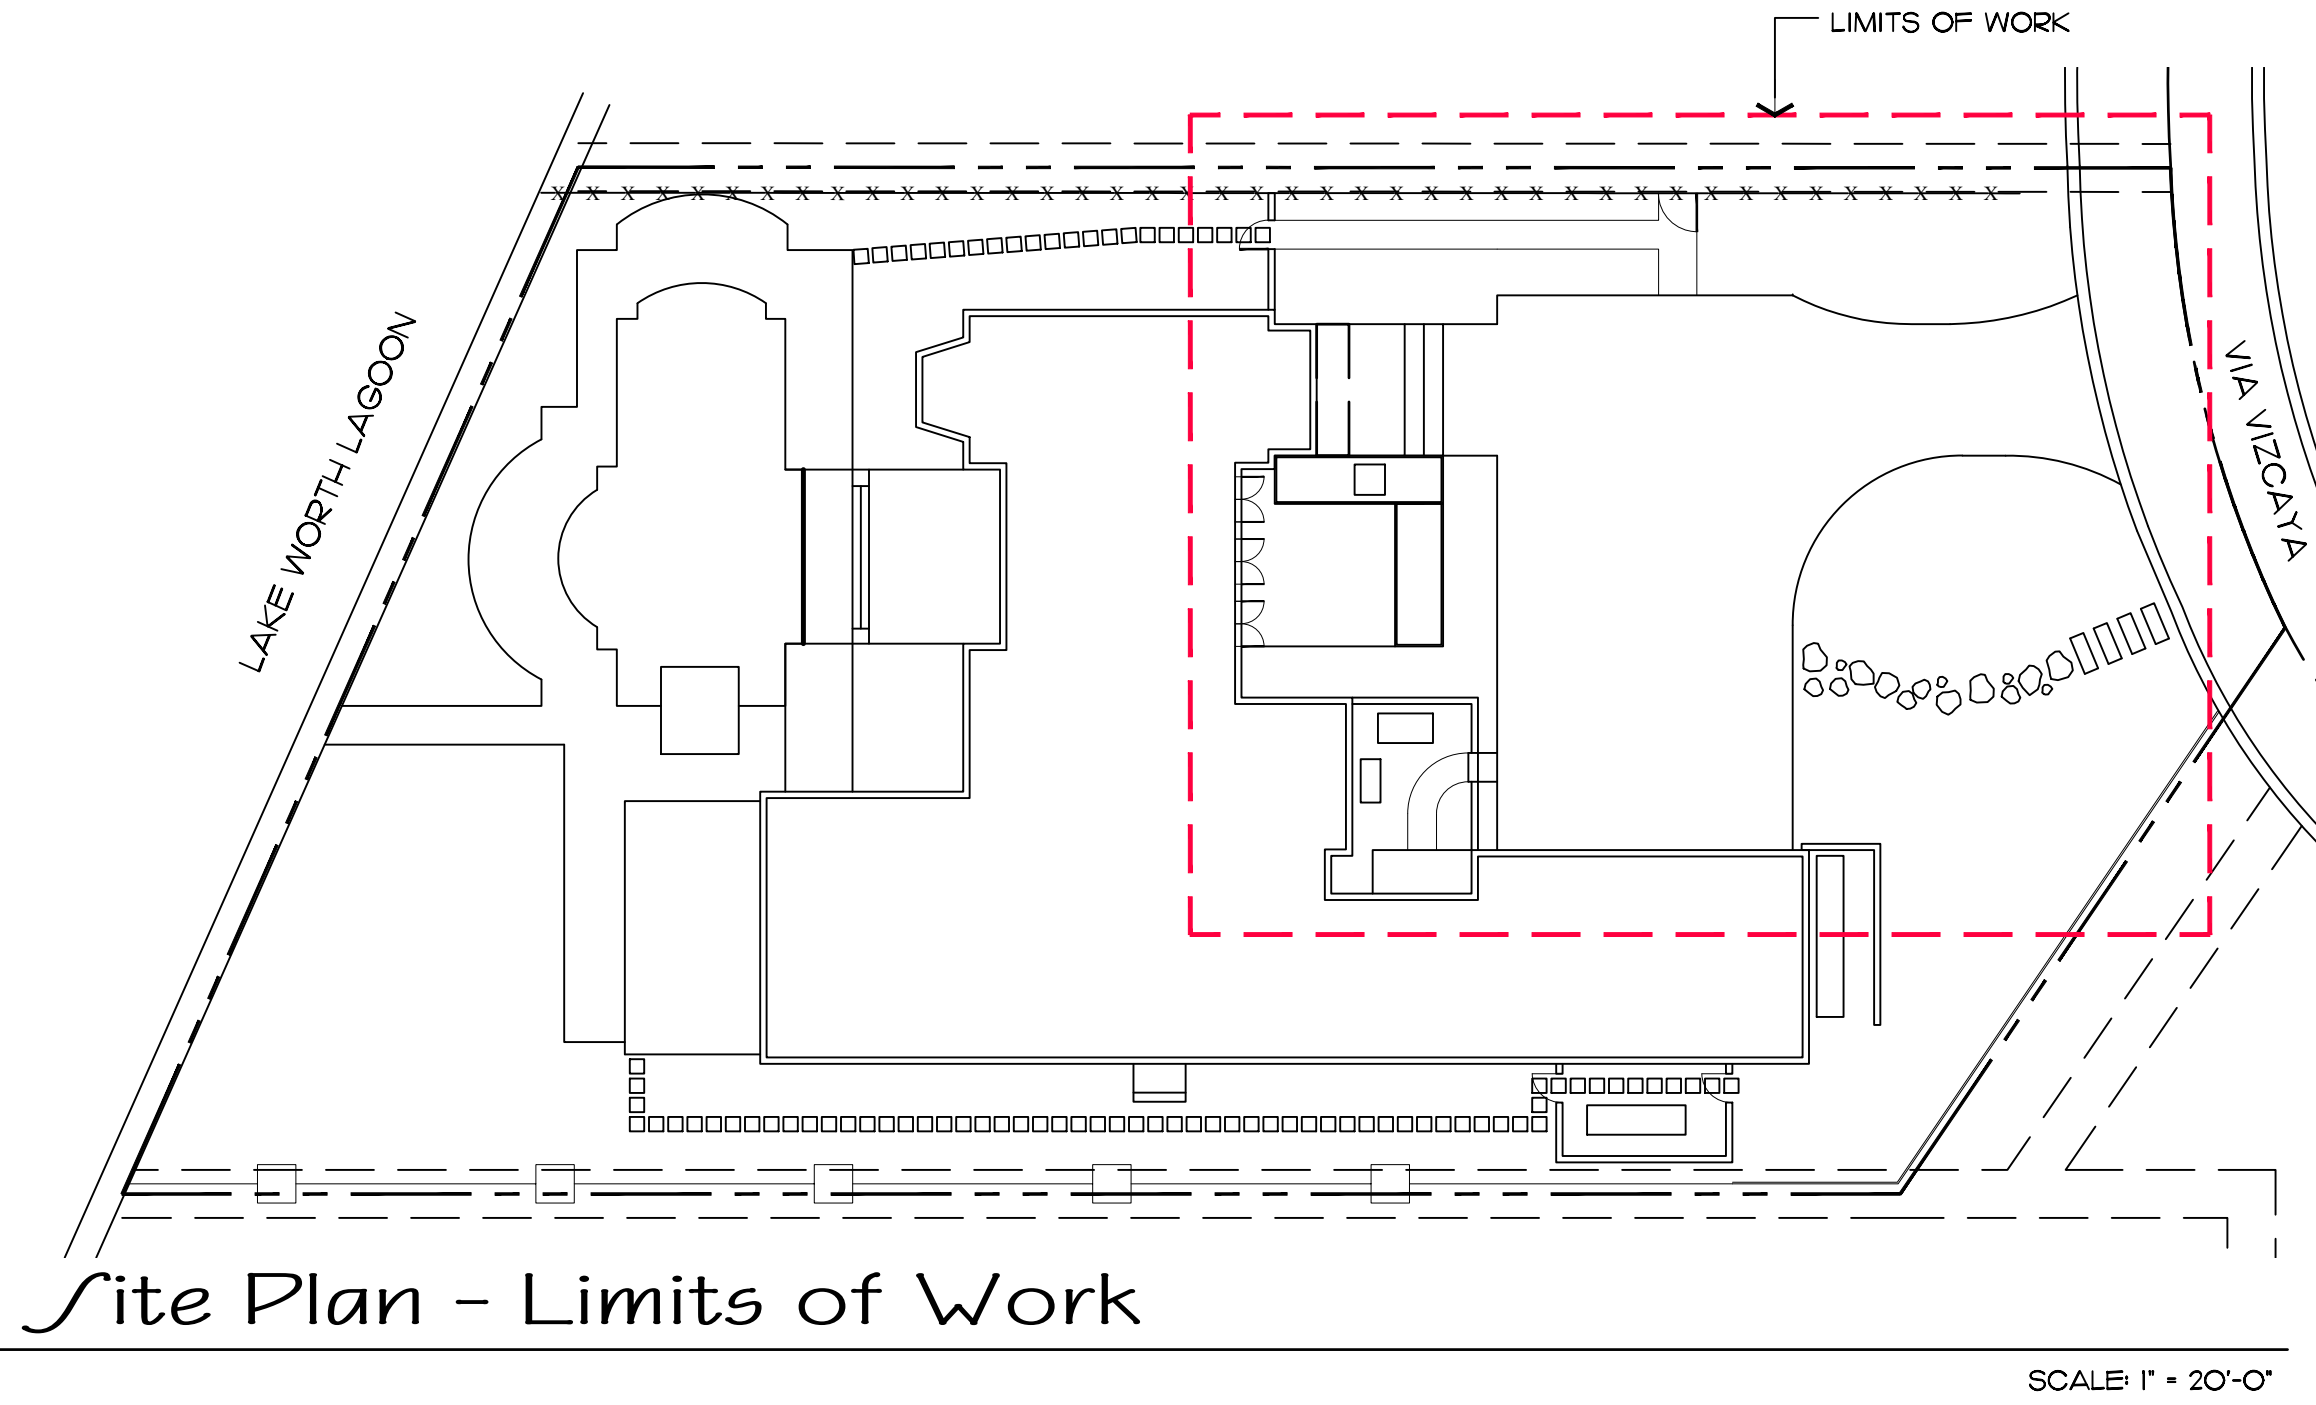 LIMITS OF WORK
LAKE WORTH LAGOON
VIA VIZCAYA
X X X X X X X X X X X X X X X X X X X X X X X X X X X X X X X X X X X X X X X X X X
Site Plan - Limits of Work
SCALE: 1" = 20'-0"